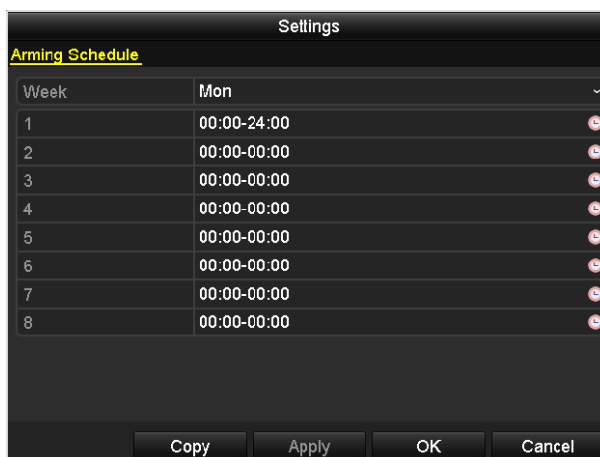 Settings
Arming Schedule
Week Mon
1 00:00-24:00
2 00:00-00:00
3 00:00-00:00
4 00:00-00:00
5 00:00-00:00
6 00:00-00:00
7 00:00-00:00
8 00:00-00:00
Copy Apply OK Cancel